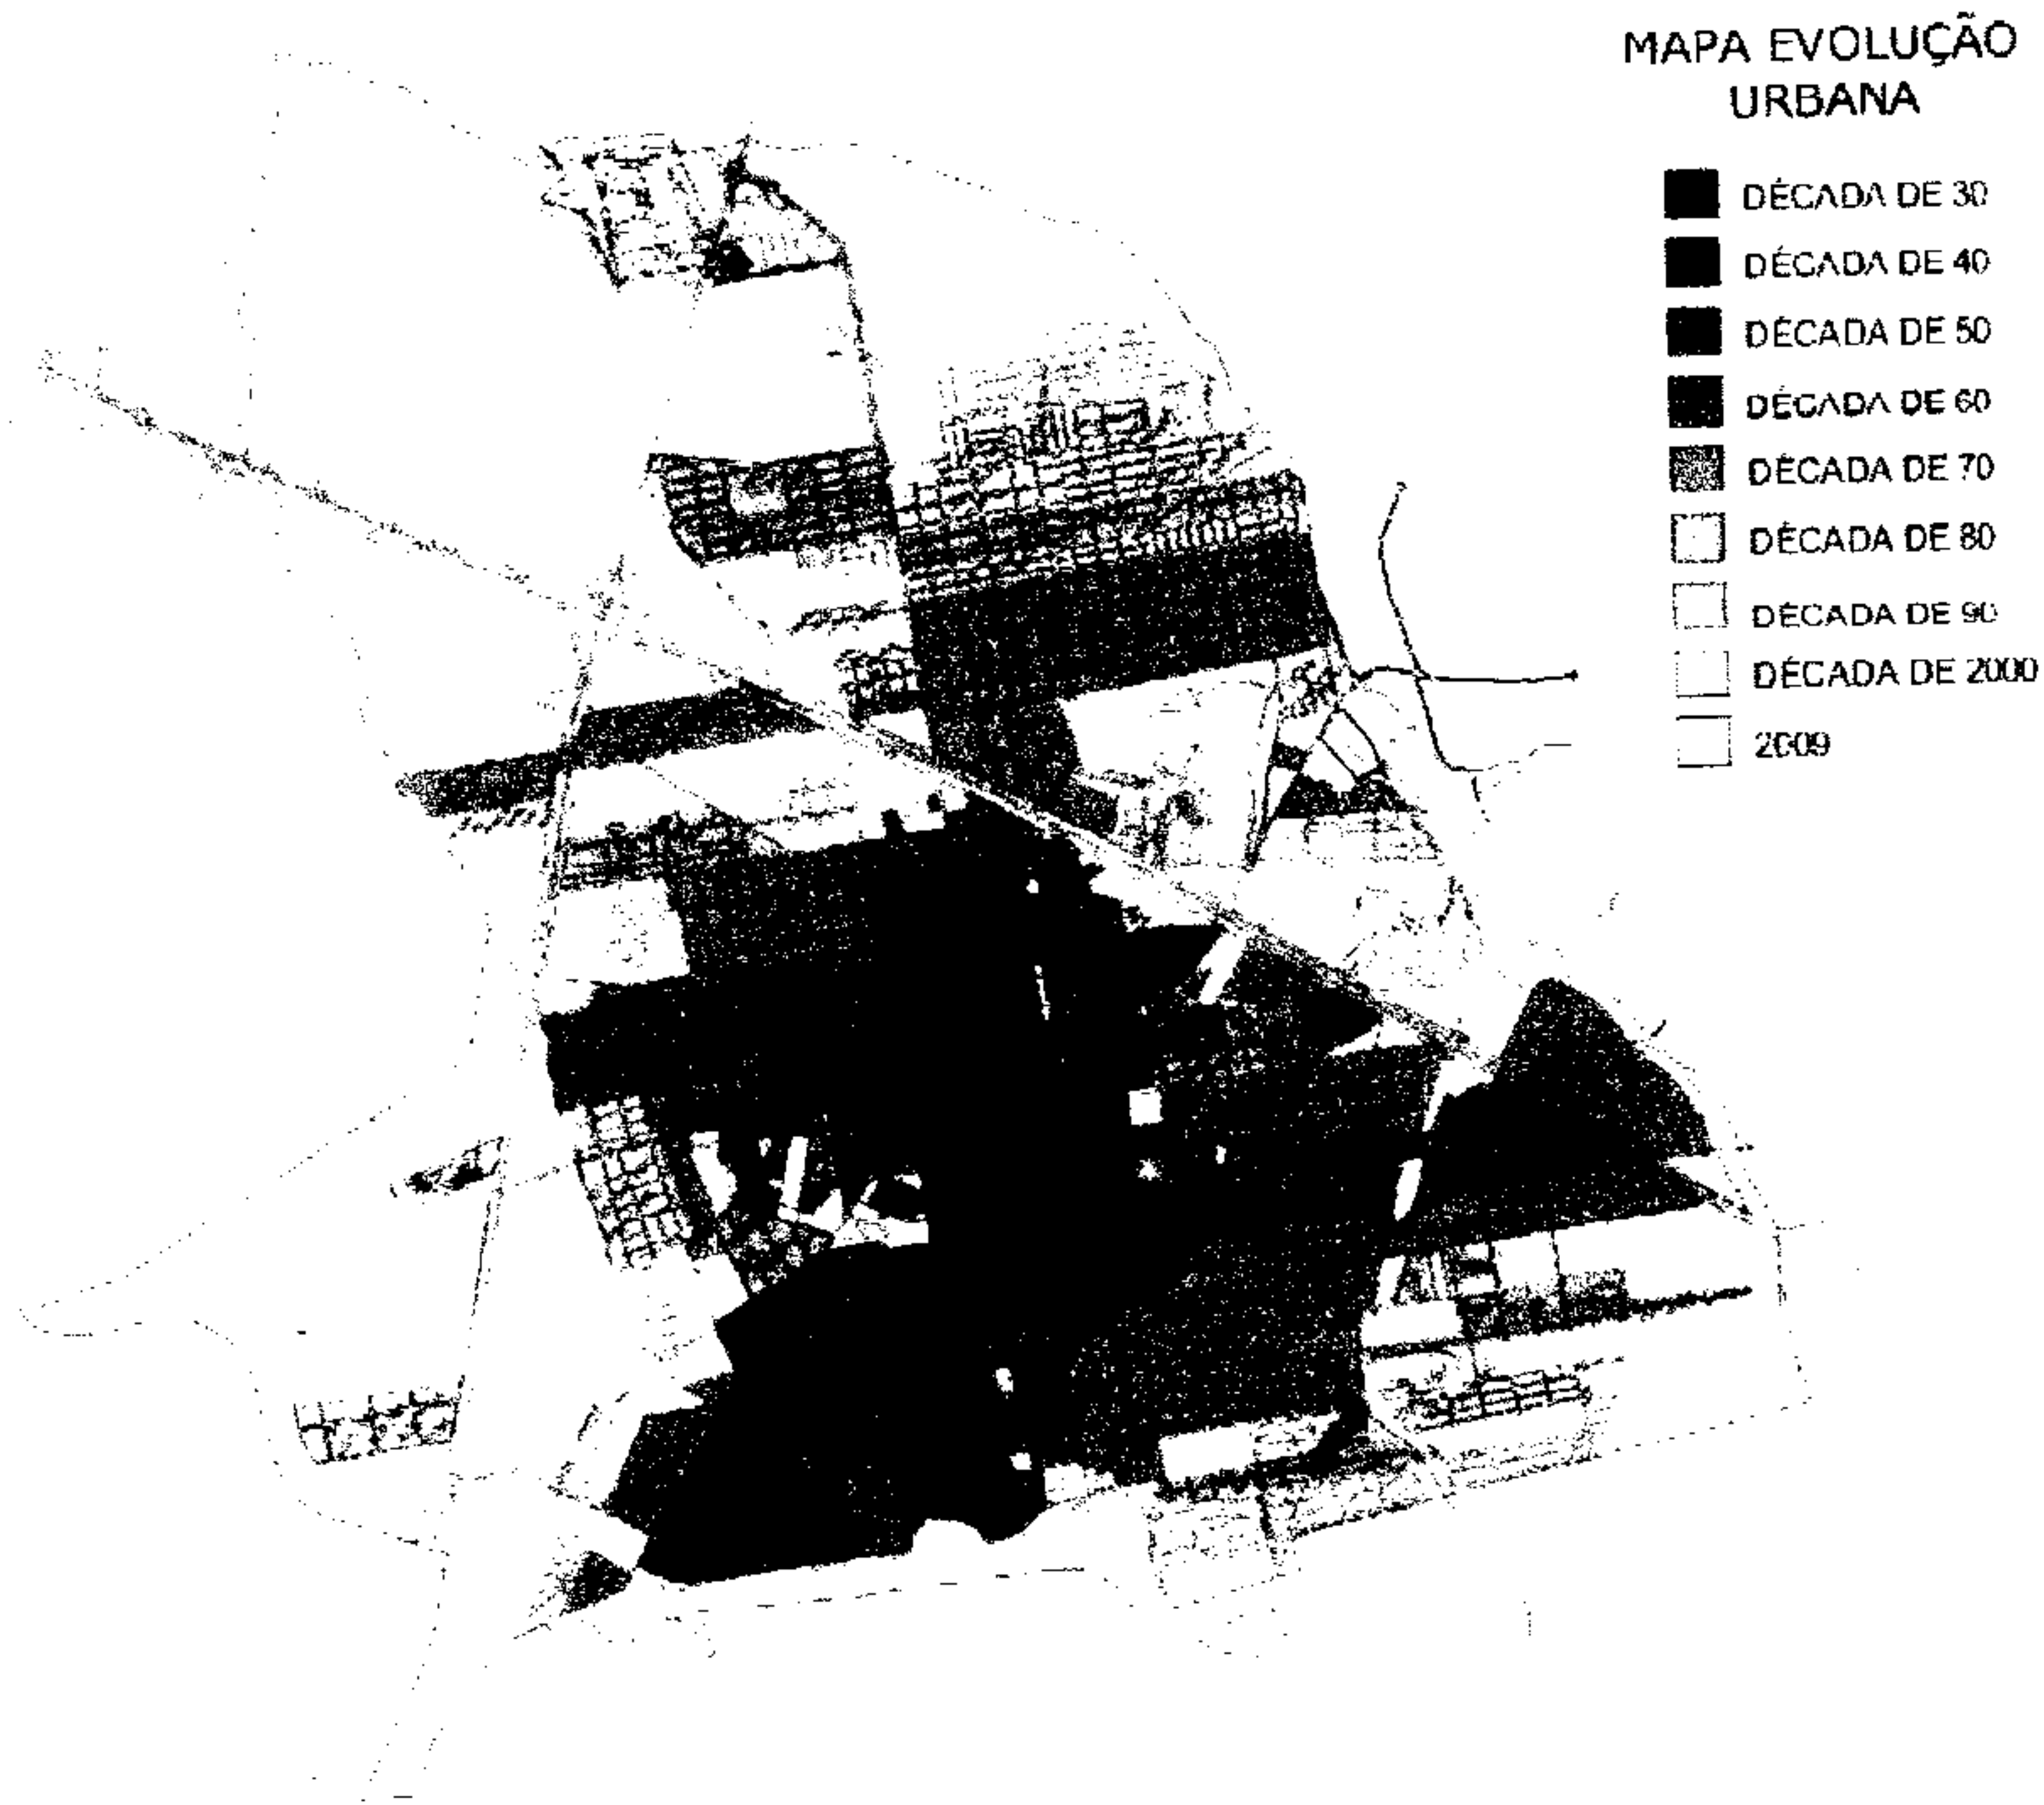 MAPA EVOLUÇÃO
URBANA
DÉCADA DE 30
DÉCADA DE 40
DÉCADA DE 50
DÉCADA DE 60
DÉCADA DE 70
DÉCADA DE 80
DÉCADA DE 90
DÉCADA DE 2000
2009